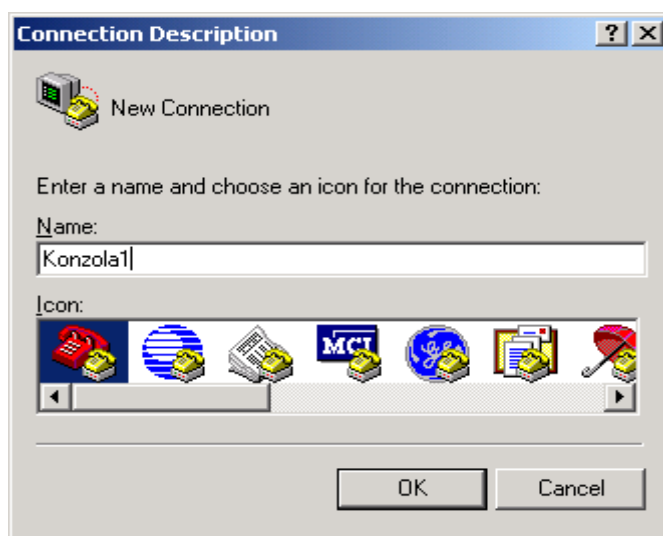 Connection Description
New Connection
Enter a name and choose an icon for the connection:
Name:
Konzola1
Icon:
MCI
OK Cancel